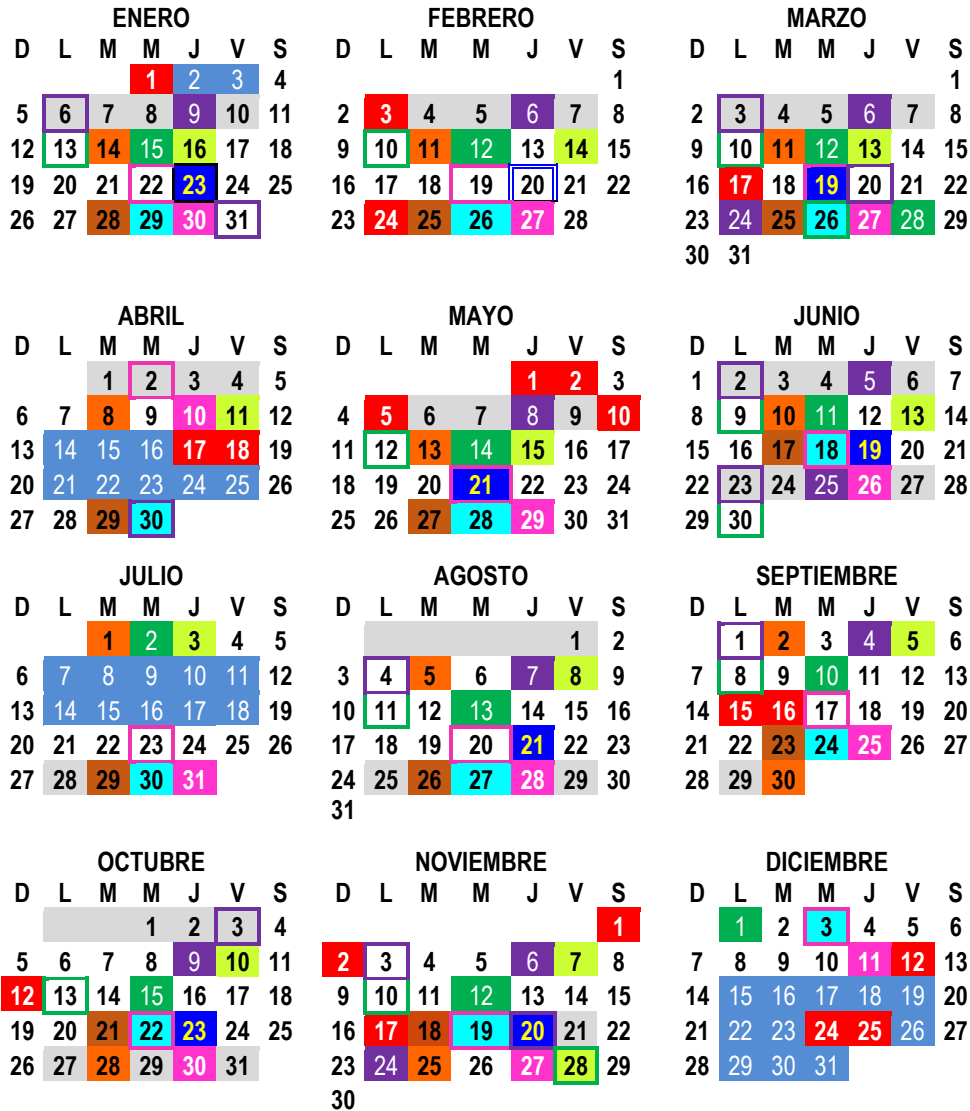 ENERO FEBRERO MARZO
D L M M J V S D L M M J V S D L M M J V S
1 2 3 4 1 1
5 6 7 8 9 10 11 2 3 4 5 6 7 8 2 3 4 5 6 7 8
12 13 14 15 16 17 18 9 10 11 12 13 14 15 9 10 11 12 13 14 15
19 20 21 22 23 24 25 16 17 18 19 20 21 22 16 17 18 19 20 21 22
26 27 28 29 30 31 23 24 25 26 27 28 23 24 25 26 27 28 29
30 31
ABRIL MAYO JUNIO
D L M M J V S D L M M J V S D L M M J V S
1 2 3 4 5 1 2 3 1 2 3 4 5 6 7
6 7 8 9 10 11 12 4 5 6 7 8 9 10 8 9 10 11 12 13 14
13 14 15 16 17 18 19 11 12 13 14 15 16 17 15 16 17 18 19 20 21
20 21 22 23 24 25 26 18 19 20 21 22 23 24 22 23 24 25 26 27 28
27 28 29 30 25 26 27 28 29 30 31 29 30
JULIO AGOSTO SEPTIEMBRE
D L M M J V S D L M M J V S D L M M J V S
1 2 3 4 5 1 2 1 2 3 4 5 6
6 7 8 9 10 11 12 3 4 5 6 7 8 9 7 8 9 10 11 12 13
13 14 15 16 17 18 19 10 11 12 13 14 15 16 14 15 16 17 18 19 20
20 21 22 23 24 25 26 17 18 19 20 21 22 23 21 22 23 24 25 26 27
27 28 29 30 31 24 25 26 27 28 29 30 28 29 30
31
OCTUBRE NOVIEMBRE DICIEMBRE
D L M M J V S D L M M J V S D L M M J V S
1 2 3 4 1 1 2 3 4 5 6
5 6 7 8 9 10 11 2 3 4 5 6 7 8 7 8 9 10 11 12 13
12 13 14 15 16 17 18 9 10 11 12 13 14 15 14 15 16 17 18 19 20
19 20 21 22 23 24 25 16 17 18 19 20 21 22 21 22 23 24 25 26 27
26 27 28 29 30 31 23 24 25 26 27 28 29 28 29 30 31
30